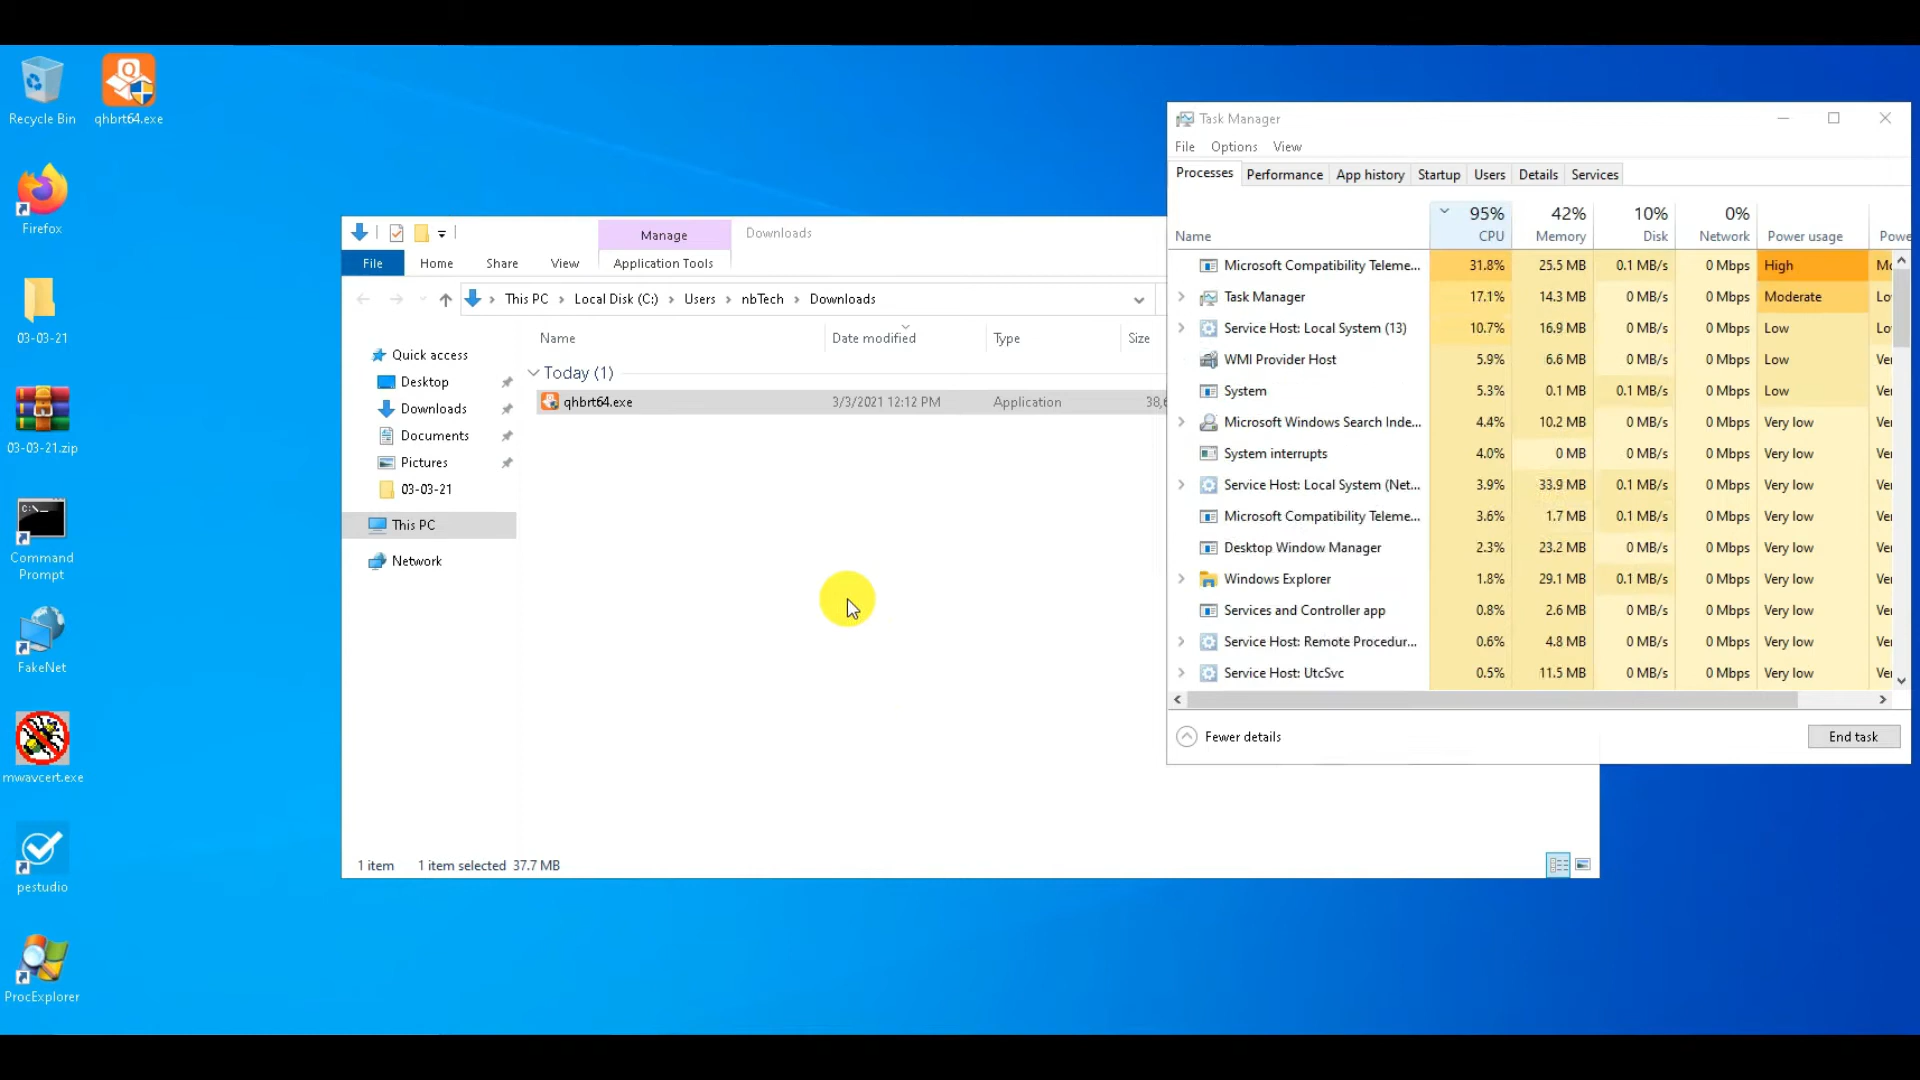 Recycle Bin
qhbrt64.exe
Firefox
03-03-21
03-03-21.zip
Command
Prompt
FakeNet
mwavcert.exe
pestudio
ProcExplorer
Manage
Downloads
File
Home
Share
View
Application Tools
This PC
Local Disk (C:)
Users
nbTech
Downloads
Name
Date modified
Type
Size
Quick access
Desktop
Downloads
Documents
Pictures
03-03-21
This PC
Network
Today (1)
qhbrt64.exe 3/3/2021 12:12 PM Application 38,
1 item 1 item selected 37.7 MB
Task Manager
File Options View
Processes Performance App history Startup Users Details Services
95% 42% 10% 0%
Name CPU Memory Disk Network Power usage Powe
Microsoft Compatibility Teleme... 31.8% 25.5 MB 0.1 MB/s 0 Mbps High
Task Manager 17.1% 14.3 MB 0 MB/s 0 Mbps Moderate
Service Host: Local System (13) 10.7% 16.9 MB 0 MB/s 0 Mbps Low
WMI Provider Host 5.9% 6.6 MB 0 MB/s 0 Mbps Low
System 5.3% 0.1 MB 0.1 MB/s 0 Mbps Low
Microsoft Windows Search Inde... 4.4% 10.2 MB 0 MB/s 0 Mbps Very low
System interrupts 4.0% 0 MB 0 MB/s 0 Mbps Very low
Service Host: Local System (Net... 3.9% 33.9 MB 0.1 MB/s 0 Mbps Very low
Microsoft Compatibility Teleme... 3.6% 1.7 MB 0.1 MB/s 0 Mbps Very low
Desktop Window Manager 2.3% 23.2 MB 0 MB/s 0 Mbps Very low
Windows Explorer 1.8% 29.1 MB 0.1 MB/s 0 Mbps Very low
Services and Controller app 0.8% 2.6 MB 0 MB/s 0 Mbps Very low
Service Host: Remote Procedur... 0.6% 4.8 MB 0 MB/s 0 Mbps Very low
Service Host: UtcSvc 0.5% 11.5 MB 0 MB/s 0 Mbps Very low
Fewer details
End task